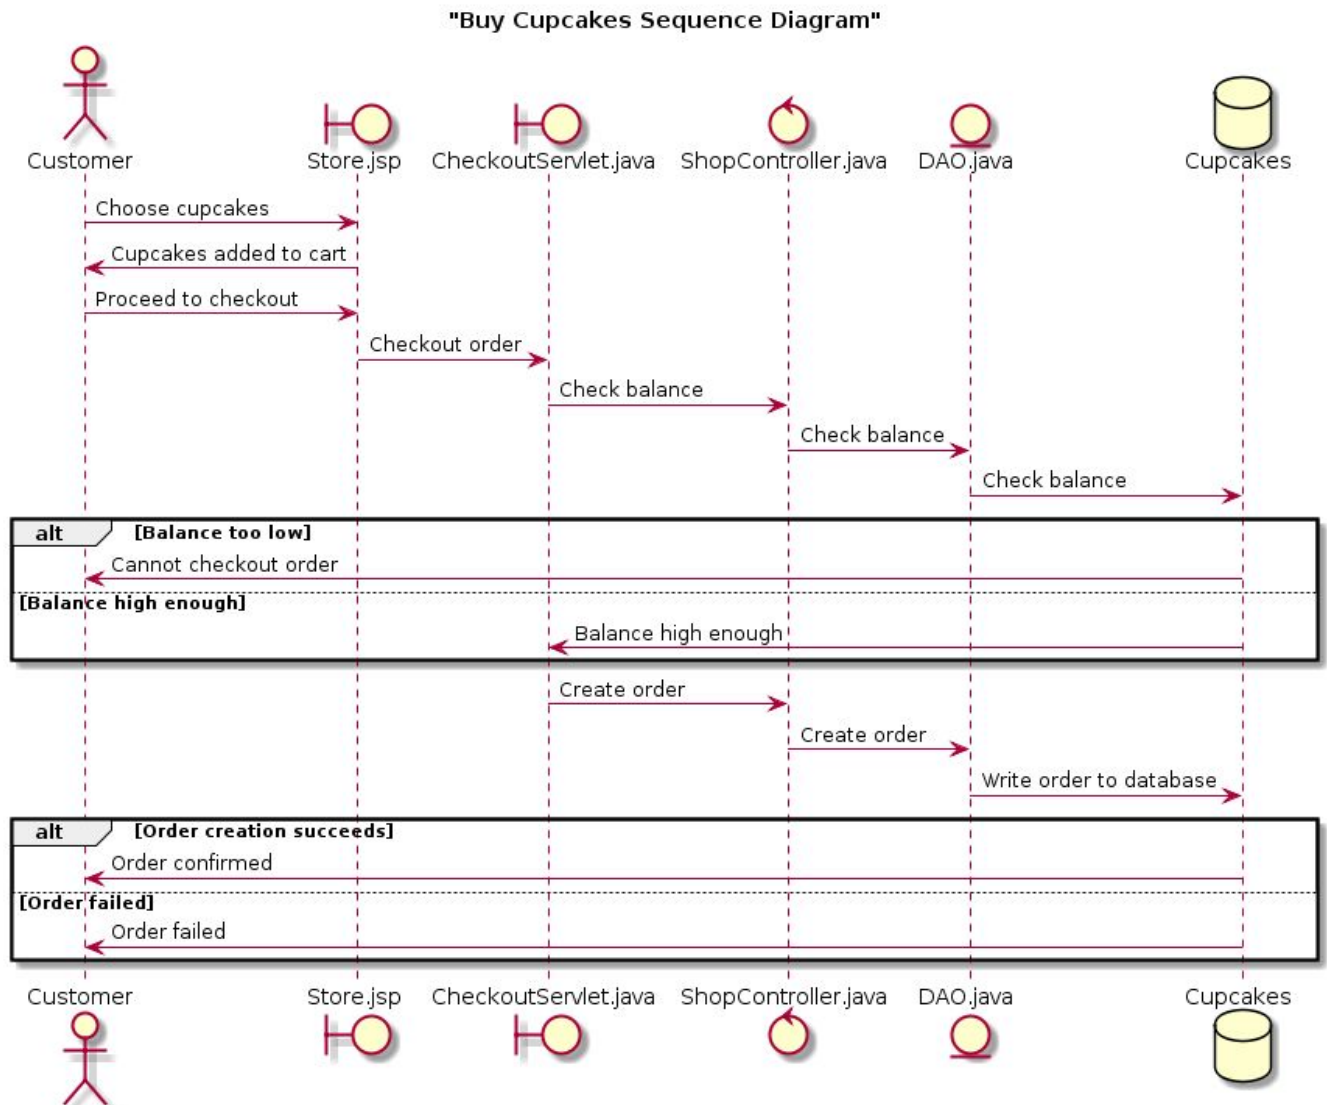 "Buy Cupcakes Sequence Diagram"
Customer Store.jsp CheckoutServlet.java ShopController.java DAO.java Cupcakes
Choose cupcakes
Cupcakes added to cart
Proceed to checkout
Checkout order
Check balance
Check balance
Check balance
alt [Balance too low]
Cannot checkout order
[Balance high enough]
Balance high enough
Create order
Create order
Write order to database
alt [Order creation succeeds]
Order confirmed
[Order failed]
Order failed
Customer Store.jsp CheckoutServlet.java ShopController.java DAO.java Cupcakes